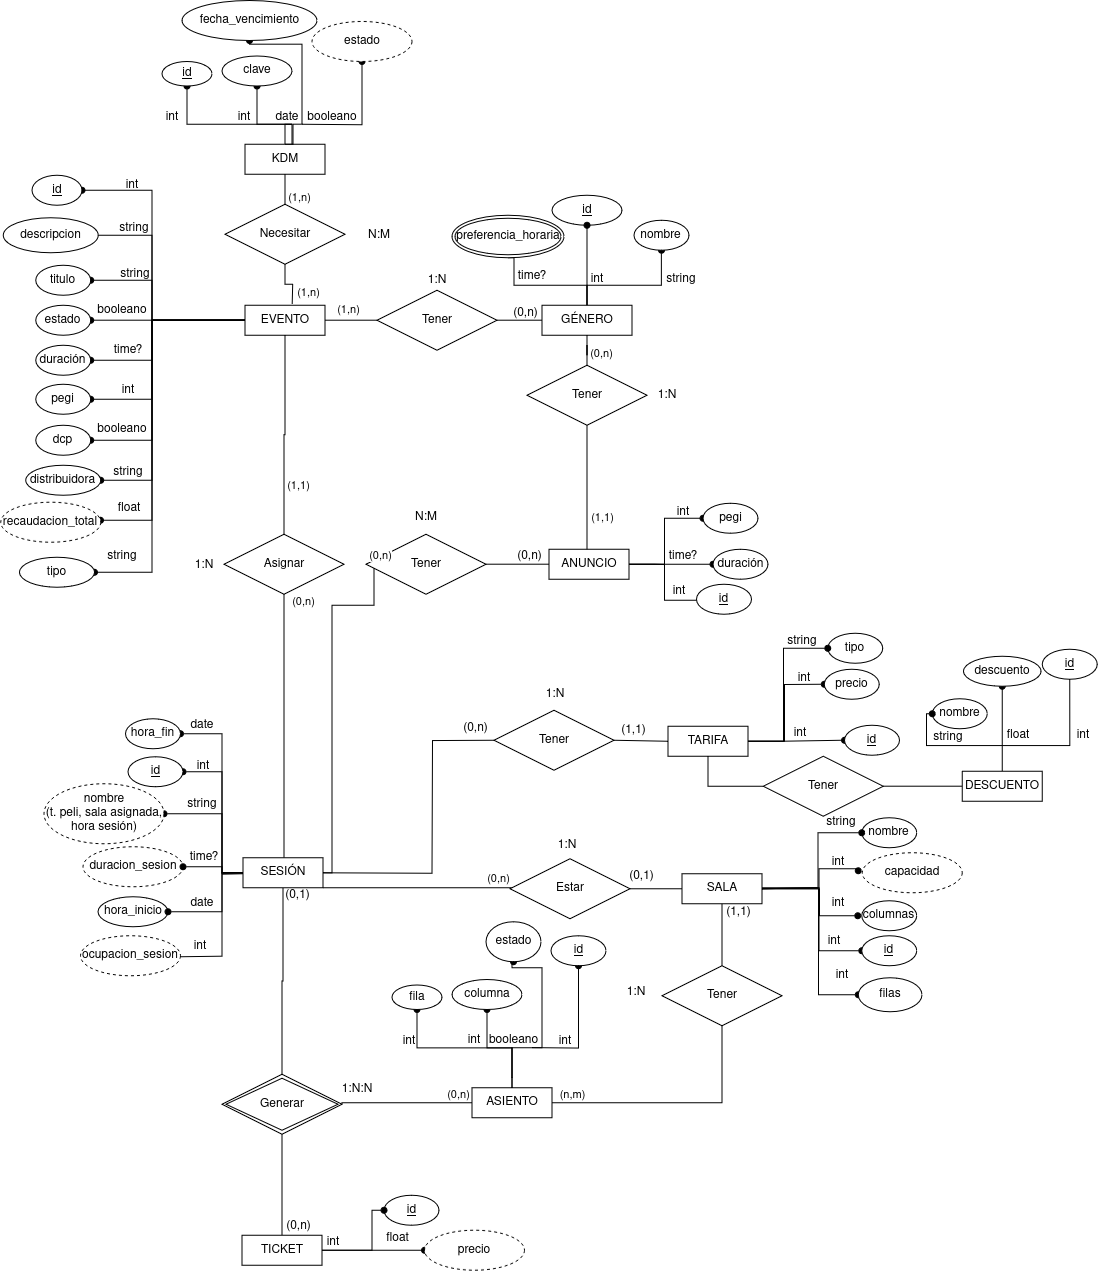 fecha_vencimiento
estado
id
clave
int
int
date
booleano
KDM
(1,n)
Necesitar
N:M
(1,n)
id
int
descripcion
string
titulo
string
estado
booleano
duración
time?
pegi
int
dcp
booleano
distribuidora
string
recaudacion_total
float
tipo
string
EVENTO
(1,n)
1:N
Tener
(0,n)
GÉNERO
preferencia_horaria
id
nombre
time?
int
string
(0,n)
Tener
1:N
(1,1)
(1,1)
1:N
Asignar
(0,n)
N:M
(0,n)
Tener
(0,n)
ANUNCIO
int
pegi
time?
duración
int
id
1:N
(0,n)
Tener
(1,1)
TARIFA
string
tipo
int
precio
int
id
Tener
DESCUENTO
nombre
string
descuento
float
id
int
hora_fin
date
id
int
nombre
(t. peli, sala asignada,
hora sesión)
string
duracion_sesion
time?
hora_inicio
date
ocupacion_sesion
int
SESIÓN
(0,1)
1:N
(0,n)
Estar
(0,1)
SALA
(1,1)
string
nombre
int
capacidad
int
columnas
int
id
int
filas
1:N
Tener
estado
id
fila
columna
int
int
booleano
int
Generar
1:N:N
(0,n)
ASIENTO
(n,m)
(0,n)
TICKET
int
id
float
precio